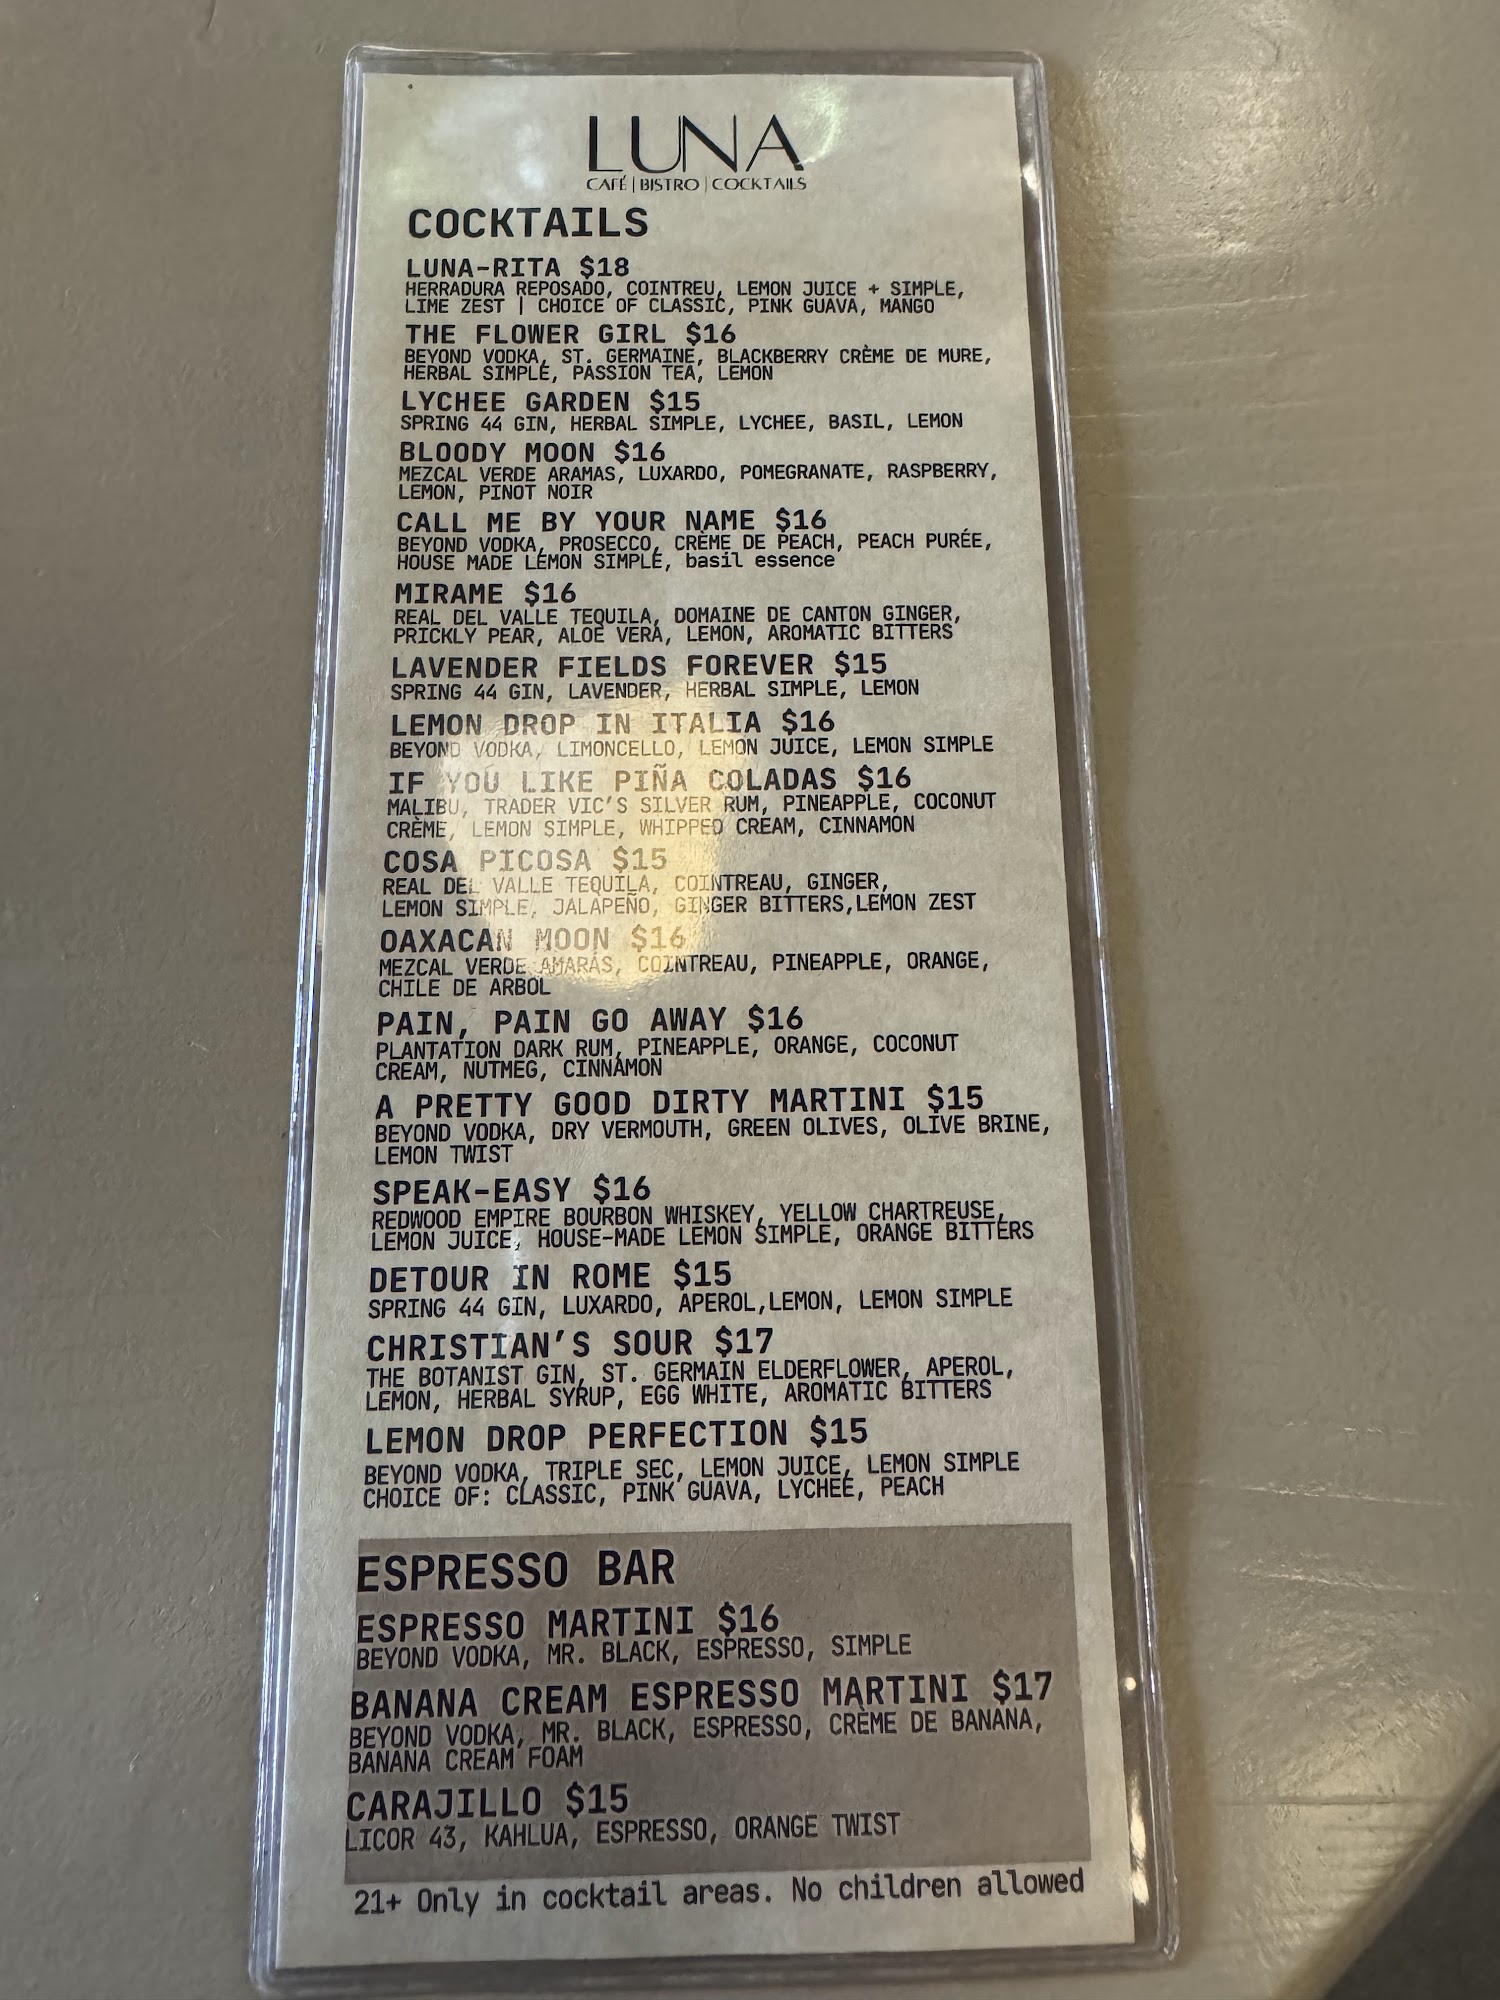 LUNA
CAFÉ | BISTRO | COCKTAILS
COCKTAILS
LUNA-RITA $18
HERRADURA REPOSADO, COINTREU, LEMON JUICE + SIMPLE,
LIME ZEST | CHOICE OF CLASSIC, PINK GUAVA, MANGO
THE FLOWER GIRL $16
BEYOND VODKA, ST. GERMAINE, BLACKBERRY CRÈME DE MURE,
HERBAL SIMPLE, PASSION TEA, LEMON
LYCHEE GARDEN $15
SPRING 44 GIN, HERBAL SIMPLE, LYCHEE, BASIL, LEMON
BLOODY MOON $16
MEZCAL VERDE ARAMAS, LUXARDO, POMEGRANATE, RASPBERRY,
LEMON, PINOT NOIR
CALL ME BY YOUR NAME $16
BEYOND VODKA, PROSECCO, CRÈME DE PEACH, PEACH PURÉE,
HOUSE MADE LEMON SIMPLE, basil essence
MIRAME $16
REAL DEL VALLE TEQUILA, DOMAINE DE CANTON GINGER,
PRICKLY PEAR, ALOE VERA, LEMON, AROMATIC BITTERS
LAVENDER FIELDS FOREVER $15
SPRING 44 GIN, LAVENDER, HERBAL SIMPLE, LEMON
LEMON DROP IN ITALIA $16
BEYOND VODKA, LIMONCELLO, LEMON JUICE, LEMON SIMPLE
IF YOU LIKE PIÑA COLADAS $16
MALIBU, TRADER VIC'S SILVER RUM, PINEAPPLE, COCONUT
CRÈME, LEMON SIMPLE, WHIPPED CREAM, CINNAMON
COSA PICOSA $15
REAL DEL VALLE TEQUILA, COINTREAU, GINGER,
LEMON SIMPLE, JALAPEÑO, GINGER BITTERS,LEMON ZEST
OAXACAN MOON $16
MEZCAL VERDE AMARÁS, COINTREAU, PINEAPPLE, ORANGE,
CHILE DE ARBOL
PAIN, PAIN GO AWAY $16
PLANTATION DARK RUM, PINEAPPLE, ORANGE, COCONUT
CREAM, NUTMEG, CINNAMON
A PRETTY GOOD DIRTY MARTINI $15
BEYOND VODKA, DRY VERMOUTH, GREEN OLIVES, OLIVE BRINE,
LEMON TWIST
SPEAK-EASY $16
REDWOOD EMPIRE BOURBON WHISKEY, YELLOW CHARTREUSE,
LEMON JUICE, HOUSE-MADE LEMON SIMPLE, ORANGE BITTERS
DETOUR IN ROME $15
SPRING 44 GIN, LUXARDO, APEROL,LEMON, LEMON SIMPLE
CHRISTIAN'S SOUR $17
THE BOTANIST GIN, ST. GERMAIN ELDERFLOWER, APEROL,
LEMON, HERBAL SYRUP, EGG WHITE, AROMATIC BITTERS
LEMON DROP PERFECTION $15
BEYOND VODKA, TRIPLE SEC, LEMON JUICE, LEMON SIMPLE
CHOICE OF: CLASSIC, PINK GUAVA, LYCHEE, PEACH
ESPRESSO BAR
ESPRESSO MARTINI $16
BEYOND VODKA, MR. BLACK, ESPRESSO, SIMPLE
BANANA CREAM ESPRESSO MARTINI $17
BEYOND VODKA, MR. BLACK, ESPRESSO, CRÈME DE BANANA,
BANANA CREAM FOAM
CARAJILLO $15
LICOR 43, KAHLUA, ESPRESSO, ORANGE TWIST
21+ Only in cocktail areas. No children allowed